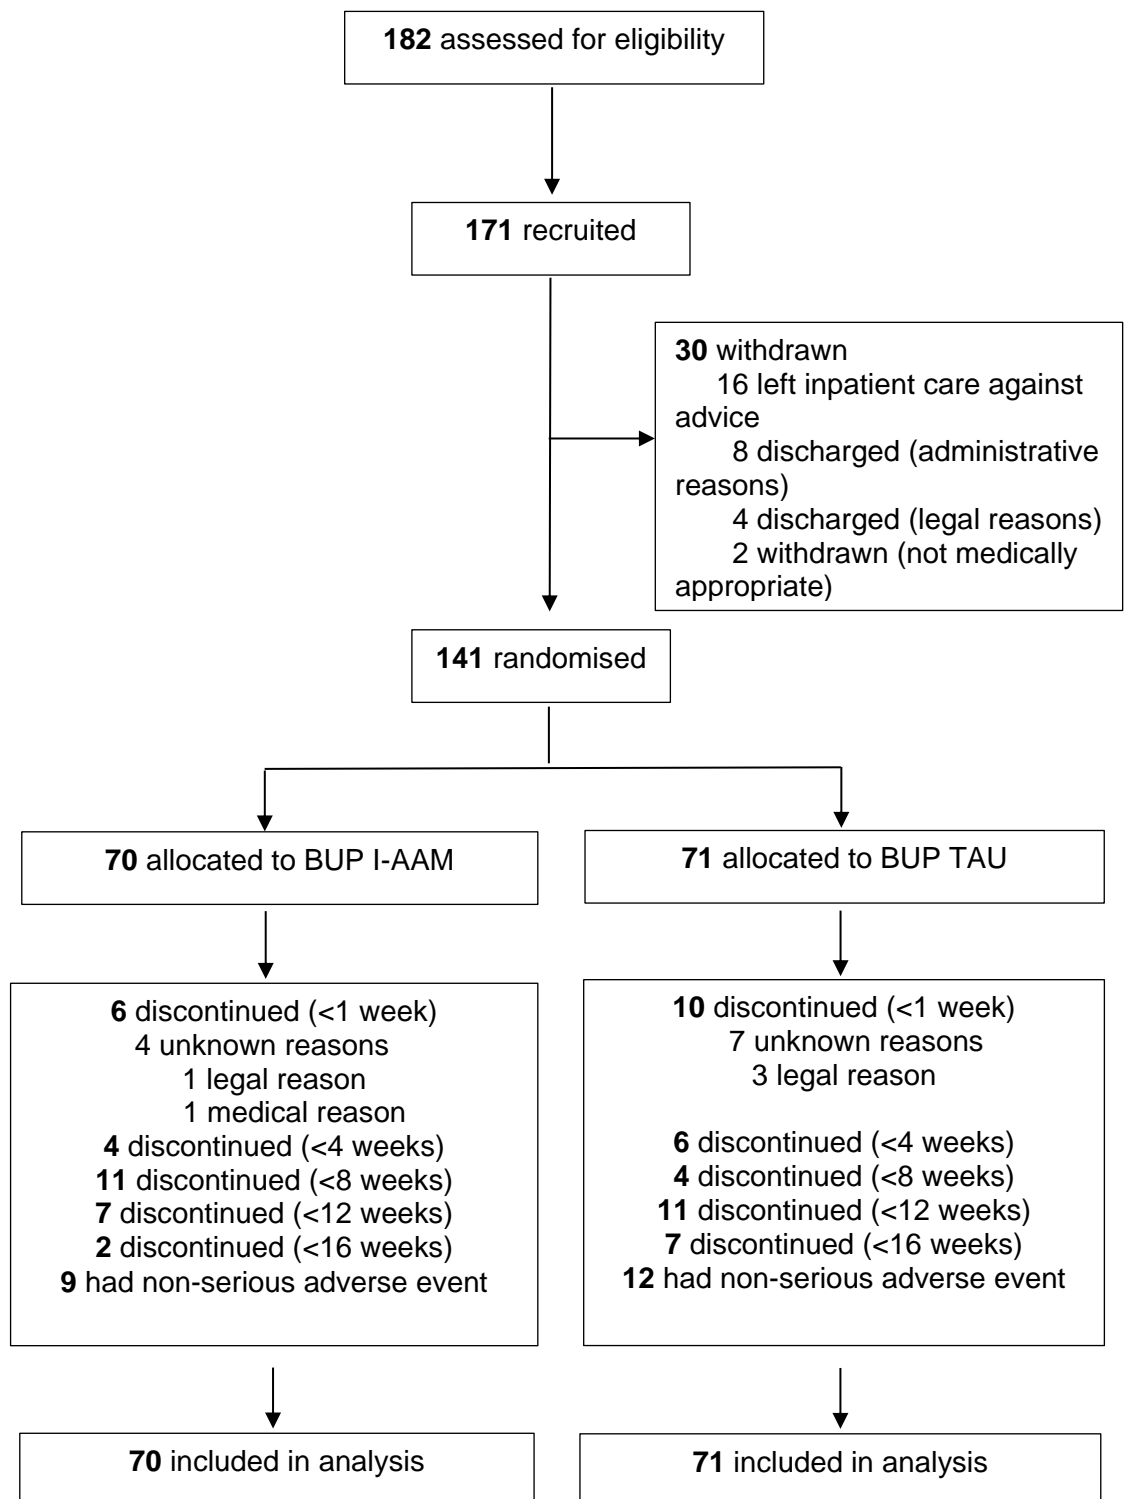 182 assessed for eligibility
171 recruited
30 withdrawn
16 left inpatient care against
advice
8 discharged (administrative
reasons)
4 discharged (legal reasons)
2 withdrawn (not medically
appropriate)
141 randomised
70 allocated to BUP I-AAM
71 allocated to BUP TAU
6 discontinued (<1 week)
4 unknown reasons
1 legal reason
1 medical reason
4 discontinued (<4 weeks)
11 discontinued (<8 weeks)
7 discontinued (<12 weeks)
2 discontinued (<16 weeks)
9 had non-serious adverse event
10 discontinued (<1 week)
7 unknown reasons
3 legal reason
6 discontinued (<4 weeks)
4 discontinued (<8 weeks)
11 discontinued (<12 weeks)
7 discontinued (<16 weeks)
12 had non-serious adverse event
70 included in analysis
71 included in analysis